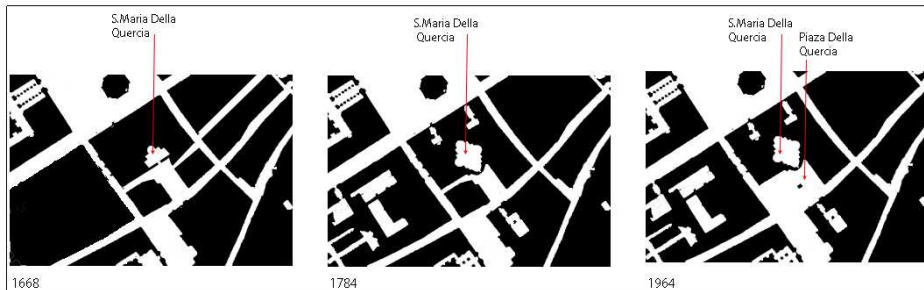 S.Maria Della
Quercia
1668
S.Maria Della
Quercia
1784
S.Maria Della
Quercia
Piaza Della
Quercia
1964